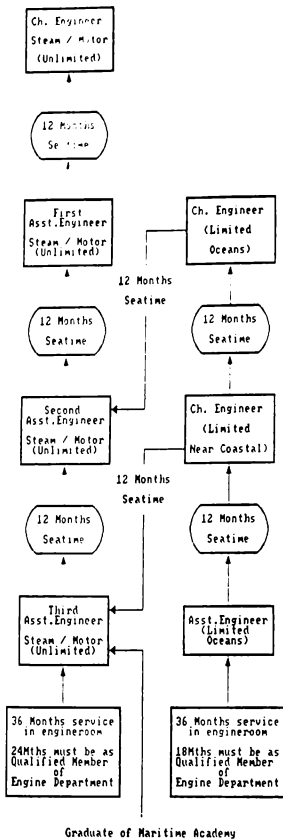 Ch. Engineer
Steam / Motor
(Unlimited)
12 Months
Seatime
First
Asst.Engineer
Steam / Motor
(Unlimited)
Ch. Engineer
(Limited
Oceans)
12 Months
Seatime
12 Months
Seatime
12 Months
Seatime
Second
Asst.Engineer
Steam / Motor
(Unlimited)
Ch. Engineer
(Limited
Near Coastal)
12 Months
Seatime
12 Months
Seatime
12 Months
Seatime
Third
Asst.Engineer
Steam / Motor
(Unlimited)
Asst.Engineer
(Limited
Oceans)
36 Months service
in engineroom
24Mths must be as
Qualified Member
of
Engine Department
36 Months service
in engineroom
18Mths must be as
Qualified Member
of
Engine Department
Graduate of Maritime Academy